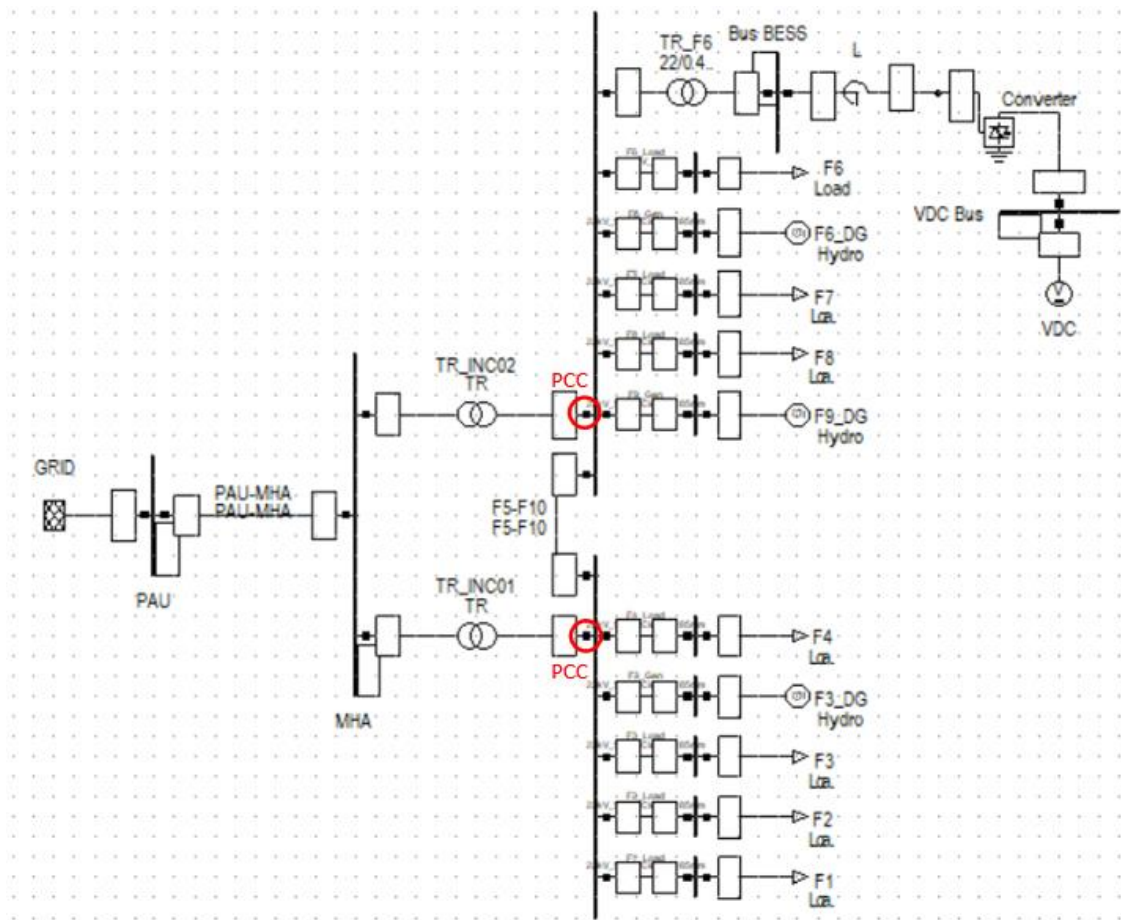 TR_F6
22/0.4..
Bus BESS
L
Converter
F6
Load
VDC Bus
F6_DG
Hydro
VDC
F7
Loa.
F8
Loa.
TR_INC02
TR
PCC
F9_DG
Hydro
GRID
PAU-MHA
PAU-MHA
F5-F10
F5-F10
PAU
TR_INC01
TR
PCC
F4
Loa.
MHA
F3_DG
Hydro
F3
Loa.
F2
Loa.
F1
Loa.